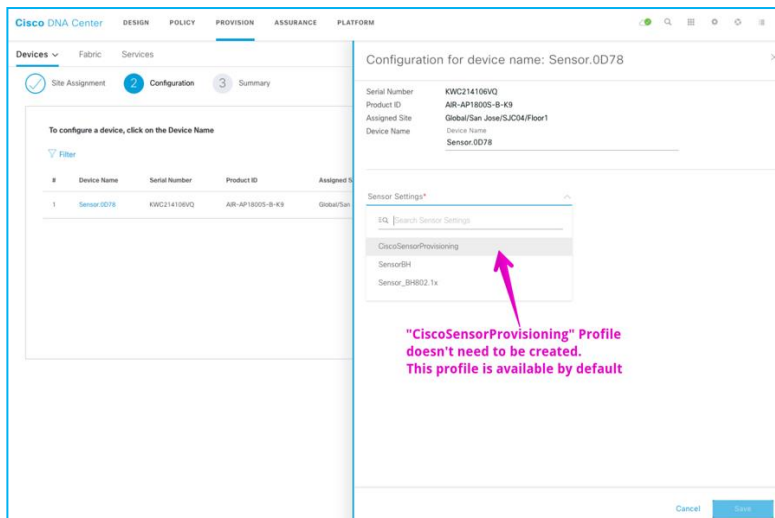 Cisco DNA Center DESIGN POLICY PROVISION ASSURANCE PLATFORM
Devices Fabric Services
Site Assignment 2 Configuration 3 Summary
To configure a device, click on the Device Name
Filter
# Device Name Serial Number Product ID Assigned S
1 Sensor.0D78 KWC214106VQ AIR-AP1800S-B-K9 Global/San
Configuration for device name: Sensor.0D78
Serial Number KWC214106VQ
Product ID AIR-AP1800S-B-K9
Assigned Site Global/San Jose/SJC04/Floor1
Device Name Device Name
Sensor.0D78
Sensor Settings*
Search Sensor Settings
CiscoSensorProvisioning
SensorBH
Sensor_BH802.1x
"CiscoSensorProvisioning" Profile
doesn't need to be created.
This profile is available by default
Cancel Save